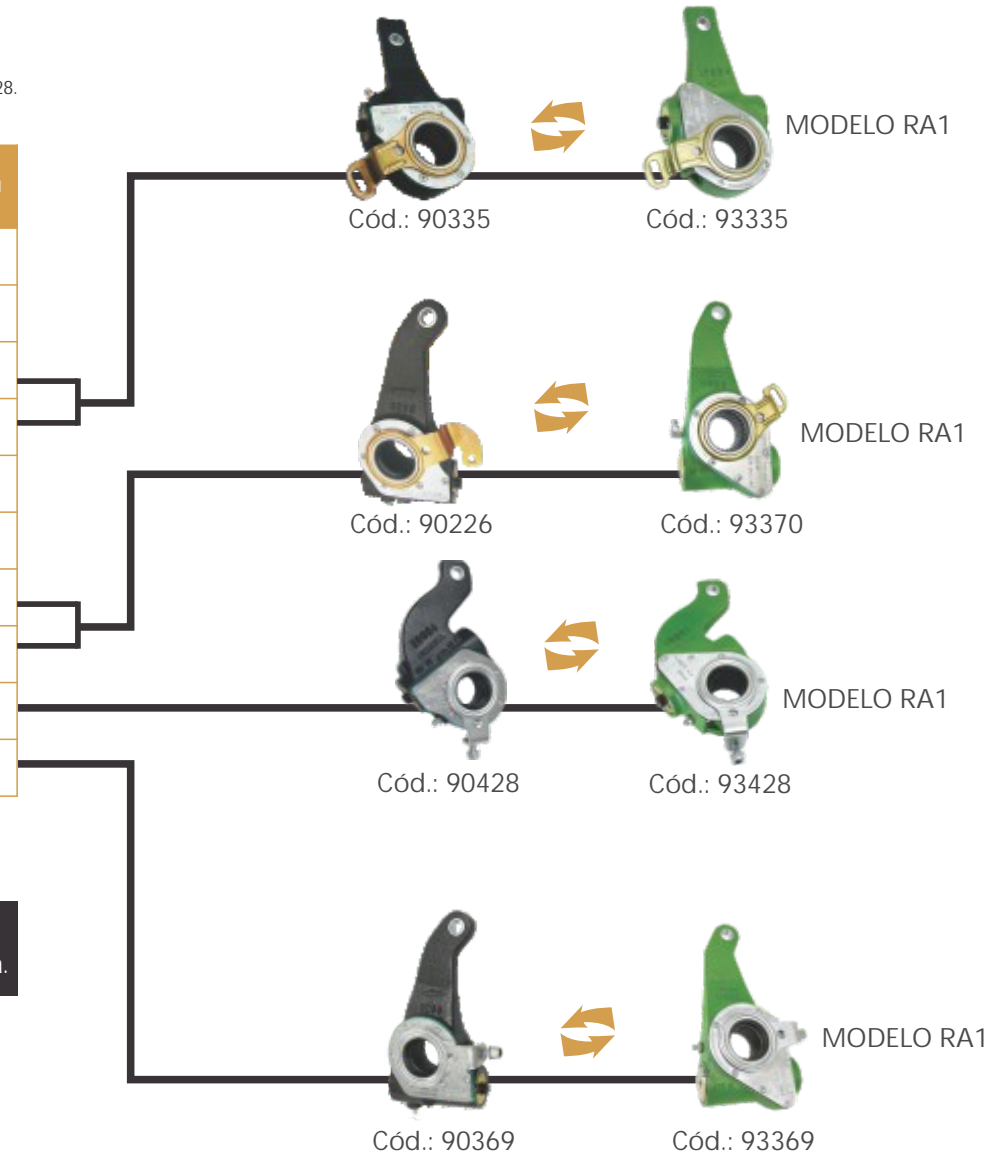 28.
MODELO RA1
Cód.: 90335 Cód.: 93335
MODELO RA1
Cód.: 90226 Cód.: 93370
MODELO RA1
Cód.: 90428 Cód.: 93428
MODELO RA1
Cód.: 90369 Cód.: 93369